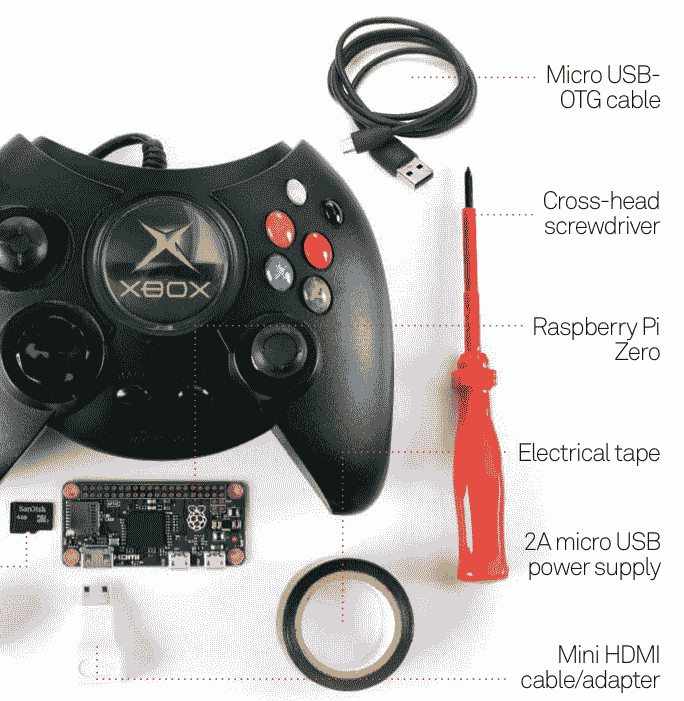 Micro USB-
OTG cable
Cross-head
screwdriver
XBOX
Raspberry Pi
Zero
Electrical tape
SanDisk
2A micro USB
power supply
Mini HDMI
cable/adapter